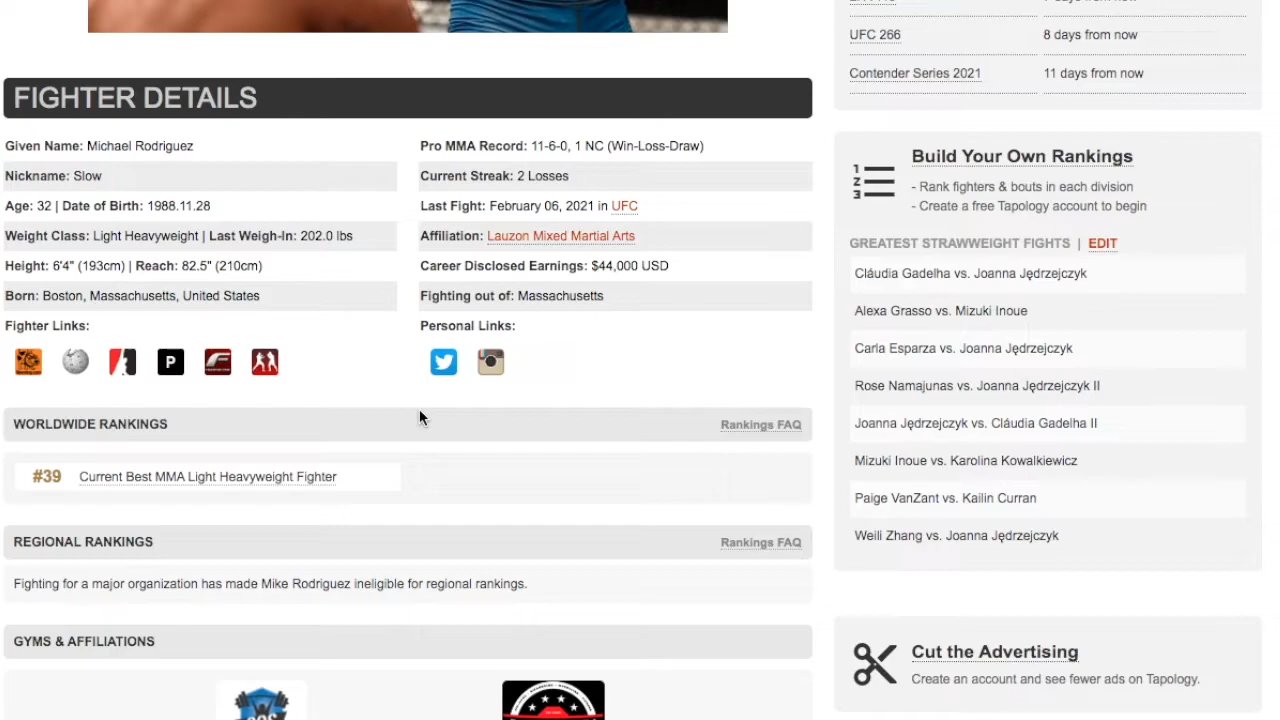 FIGHTER DETAILS
Given Name: Michael Rodriguez
Nickname: Slow
Age: 32 | Date of Birth: 1988.11.28
Weight Class: Light Heavyweight | Last Weigh-In: 202.0 lbs
Height: 6'4" (193cm) | Reach: 82.5" (210cm)
Born: Boston, Massachusetts, United States
Fighter Links:
Pro MMA Record: 11-6-0, 1 NC (Win-Loss-Draw)
Current Streak: 2 Losses
Last Fight: February 06, 2021 in UFC
Affiliation: Lauzon Mixed Martial Arts
Career Disclosed Earnings: $44,000 USD
Fighting out of: Massachusetts
Personal Links:
P
WORLDWIDE RANKINGS
Rankings FAQ
#39 Current Best MMA Light Heavyweight Fighter
REGIONAL RANKINGS
Rankings FAQ
Fighting for a major organization has made Mike Rodriguez ineligible for regional rankings.
GYMS & AFFILIATIONS
UFC 266 8 days from now
Contender Series 2021 11 days from now
Build Your Own Rankings
- Rank fighters & bouts in each division
- Create a free Tapology account to begin
GREATEST STRAWWEIGHT FIGHTS | EDIT
Cláudia Gadelha vs. Joanna Jędrzejczyk
Alexa Grasso vs. Mizuki Inoue
Carla Esparza vs. Joanna Jędrzejczyk
Rose Namajunas vs. Joanna Jędrzejczyk II
Joanna Jędrzejczyk vs. Cláudia Gadelha II
Mizuki Inoue vs. Karolina Kowalkiewicz
Paige VanZant vs. Kailin Curran
Weili Zhang vs. Joanna Jędrzejczyk
Cut the Advertising
Create an account and see fewer ads on Tapology.